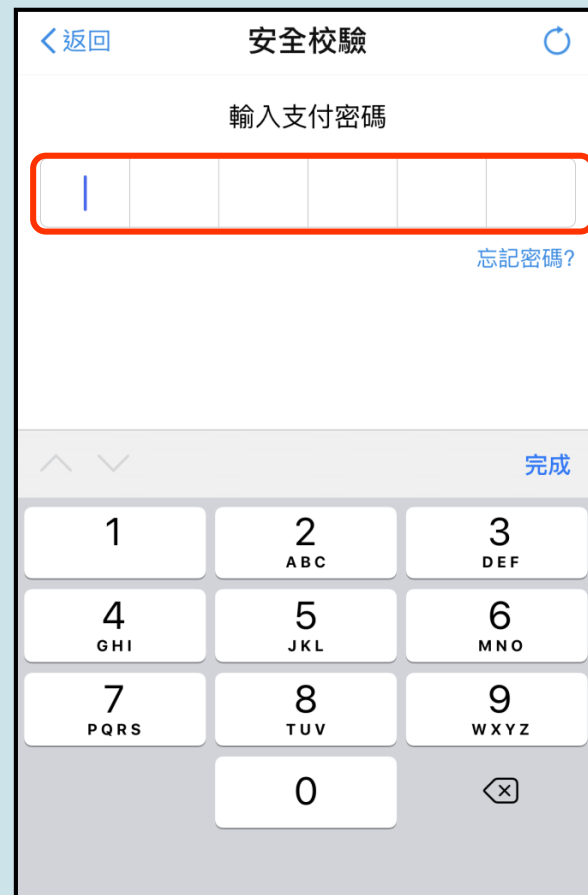 返回 安全校驗
輸入支付密碼
忘記密碼?
完成
1 2 3
ABC DEF
4 5 6
GHI JKL MNO
7 8 9
PQRS TUV WXYZ
0